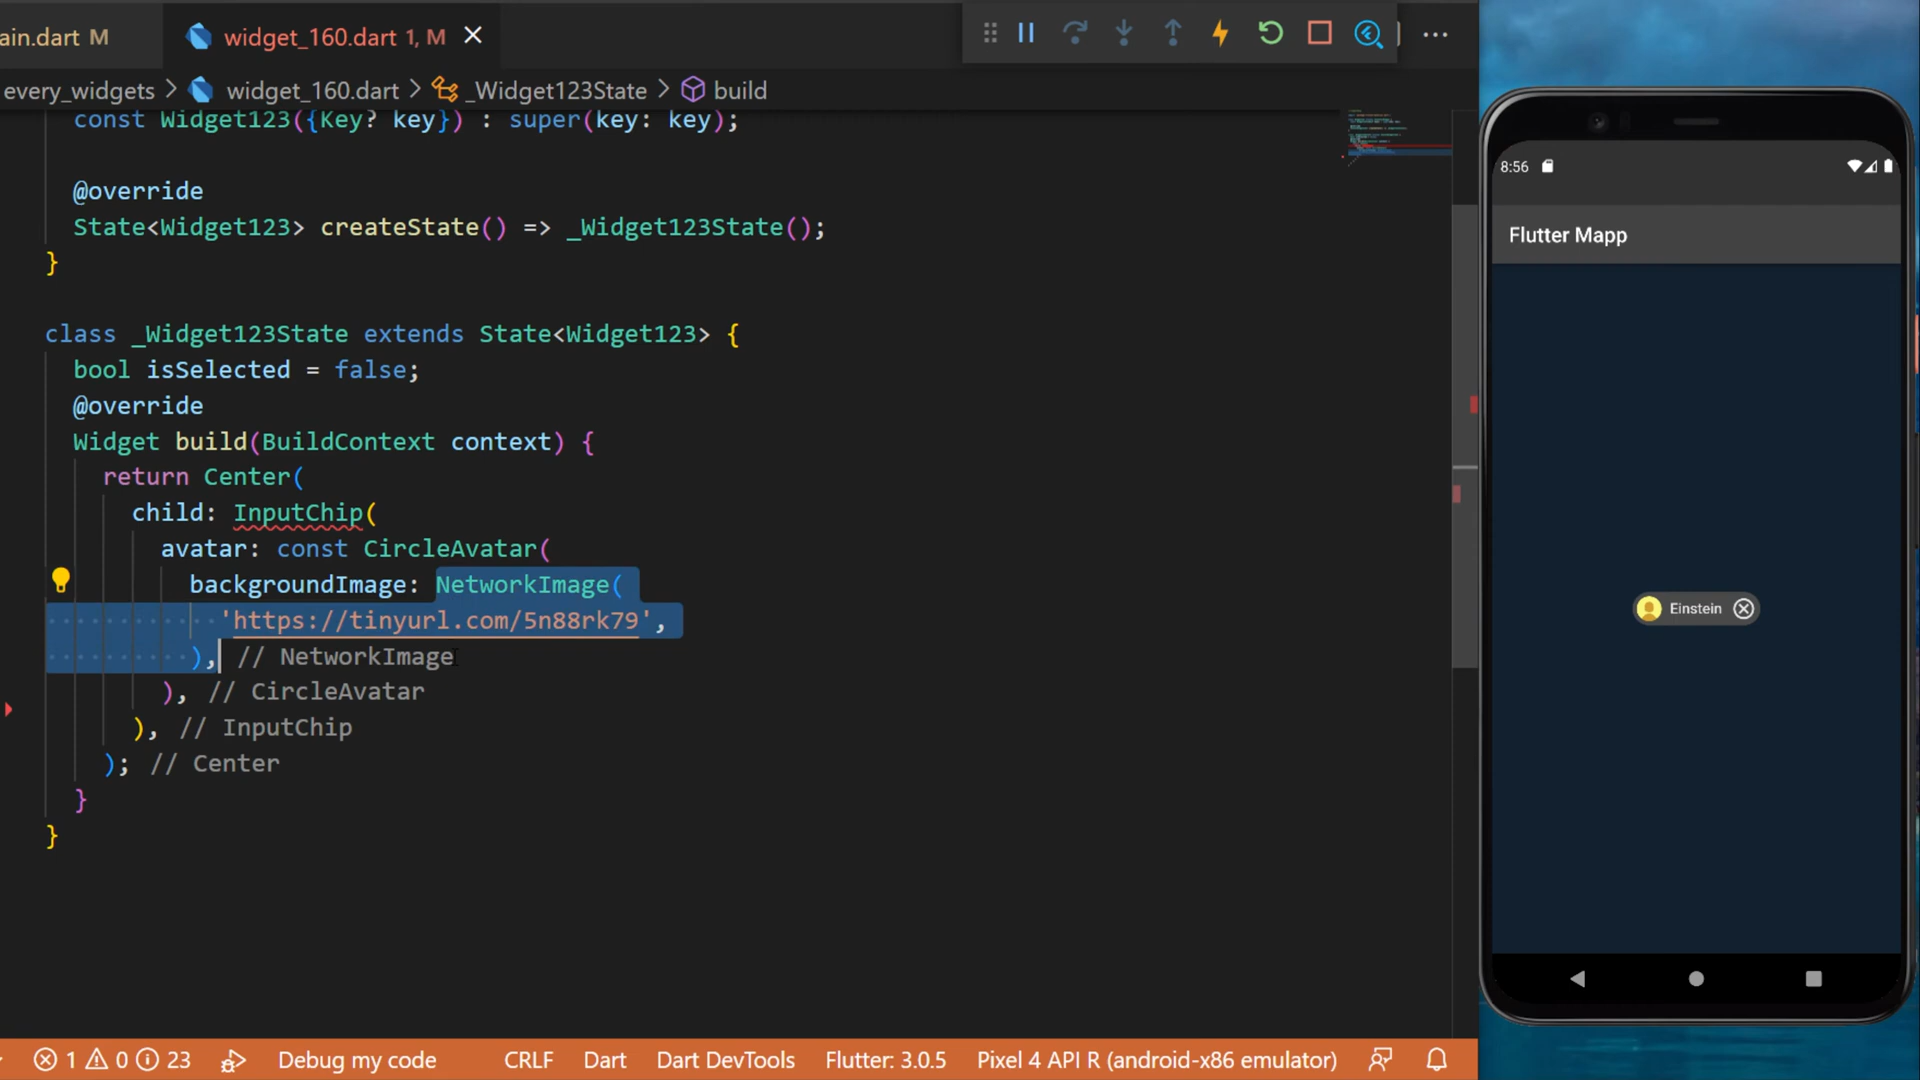 ain.dart M
widget_160.dart 1, M
every_widgets > widget_160.dart > _Widget123State > build
const Widget123({Key? key}) : super(key: key);
@override
State<Widget123> createState() => _Widget123State();
}
class _Widget123State extends State<Widget123> {
bool isSelected = false;
@override
Widget build(BuildContext context) {
return Center(
child: InputChip(
avatar: const CircleAvatar(
backgroundImage: NetworkImage(
'https://tinyurl.com/5n88rk79',
), // NetworkImage
), // CircleAvatar
), // InputChip
); // Center
}
}
1 0 23 Debug my code CRLF Dart Dart DevTools Flutter: 3.0.5 Pixel 4 API R (android-x86 emulator)
8:56
Flutter Mapp
Einstein